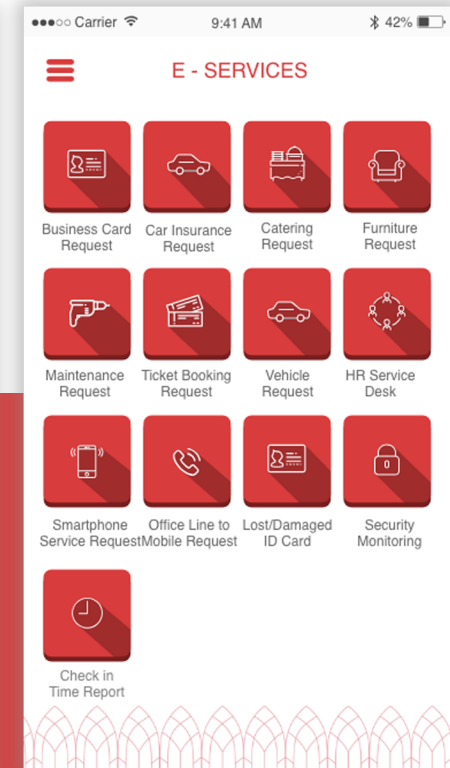 Carrier 9:41 AM 42%
E - SERVICES
Business Card
Request
Car Insurance
Request
Catering
Request
Furniture
Request
Maintenance
Request
Ticket Booking
Request
Vehicle
Request
HR Service
Desk
Smartphone
Service Request
Office Line to
Mobile Request
Lost/Damaged
ID Card
Security
Monitoring
Check in
Time Report